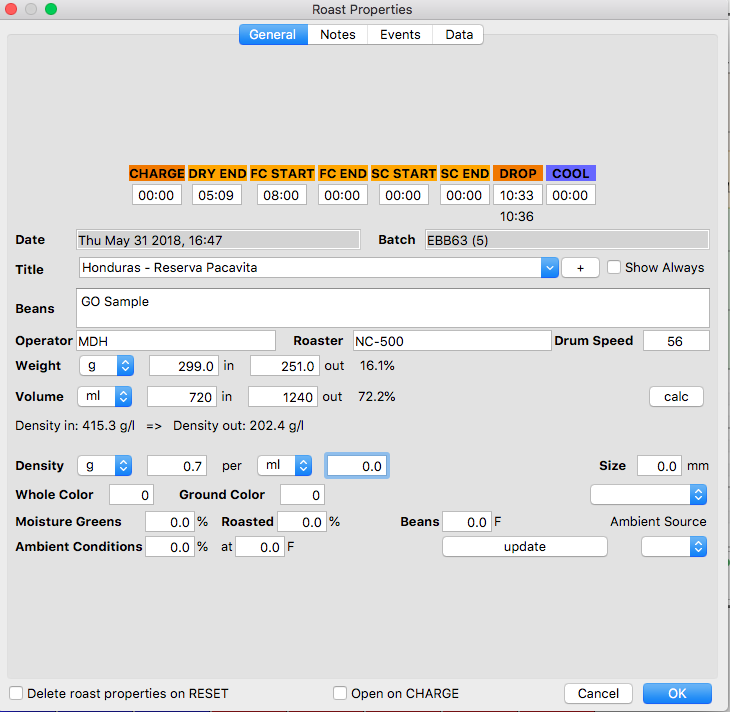 Roast Properties
General Notes Events Data
CHARGE DRY END FC START FC END SC START SC END DROP COOL
00:00 05:09 08:00 00:00 00:00 00:00 10:33 00:00
10:36
Date Thu May 31 2018, 16:47 Batch EBB63 (5)
Title Honduras - Reserva Pacavita + Show Always
Beans GO Sample
Operator MDH Roaster NC-500 Drum Speed 56
Weight g 299.0 in 251.0 out 16.1%
Volume ml 720 in 1240 out 72.2% calc
Density in: 415.3 g/l => Density out: 202.4 g/l
Density g 0.7 per ml 0.0 Size 0.0 mm
Whole Color 0 Ground Color 0
Moisture Greens 0.0 % Roasted 0.0 % Beans 0.0 F Ambient Source
Ambient Conditions 0.0 % at 0.0 F update
Delete roast properties on RESET Open on CHARGE Cancel OK